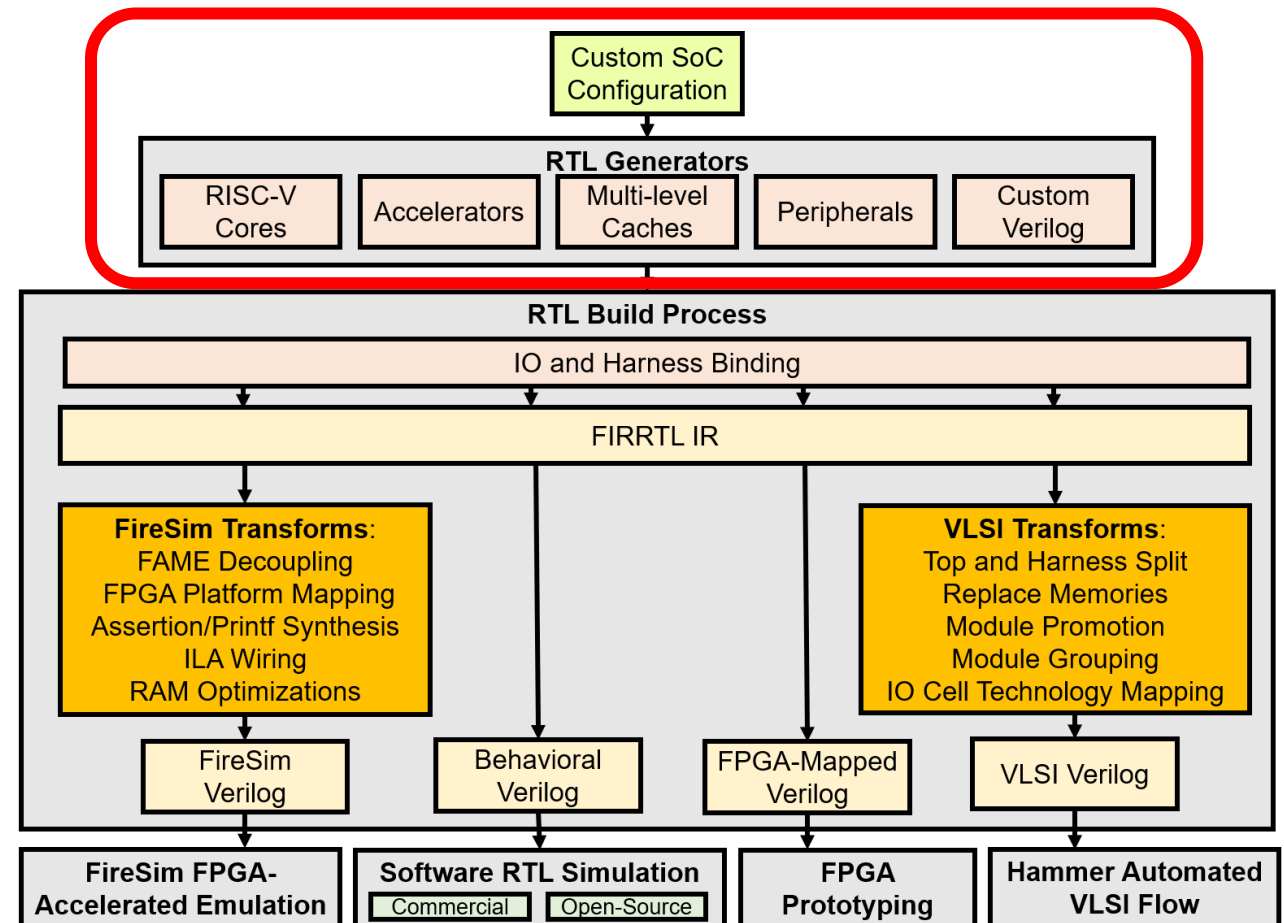 Custom SoC
Configuration
RTL Generators
RISC-V
Cores
Accelerators
Multi-level
Caches
Peripherals
Custom
Verilog
RTL Build Process
IO and Harness Binding
FIRRTL IR
FireSim Transforms:
FAME Decoupling
FPGA Platform Mapping
Assertion/Printf Synthesis
ILA Wiring
RAM Optimizations
VLSI Transforms:
Top and Harness Split
Replace Memories
Module Promotion
Module Grouping
IO Cell Technology Mapping
FireSim
Verilog
Behavioral
Verilog
FPGA-Mapped
Verilog
VLSI Verilog
FireSim FPGA-
Accelerated Emulation
Software RTL Simulation
Commercial
Open-Source
FPGA
Prototyping
Hammer Automated
VLSI Flow